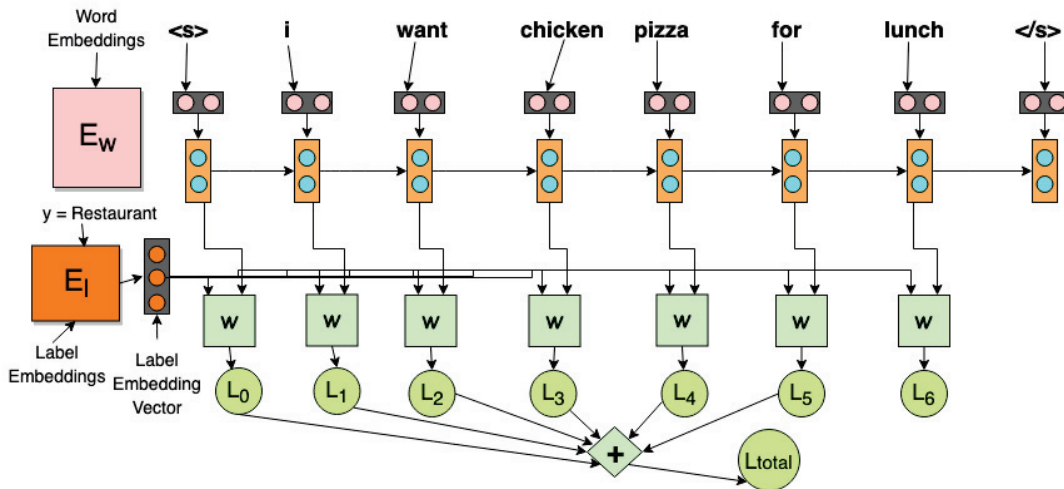 Word
Embeddings
<s> i want chicken pizza for lunch </s>
E_w
y = Restaurant
E_l
Label
Embeddings
Label
Embedding
Vector
w w w w w w w
L_0 L_1 L_2 L_3 L_4 L_5 L_6
+
L_total